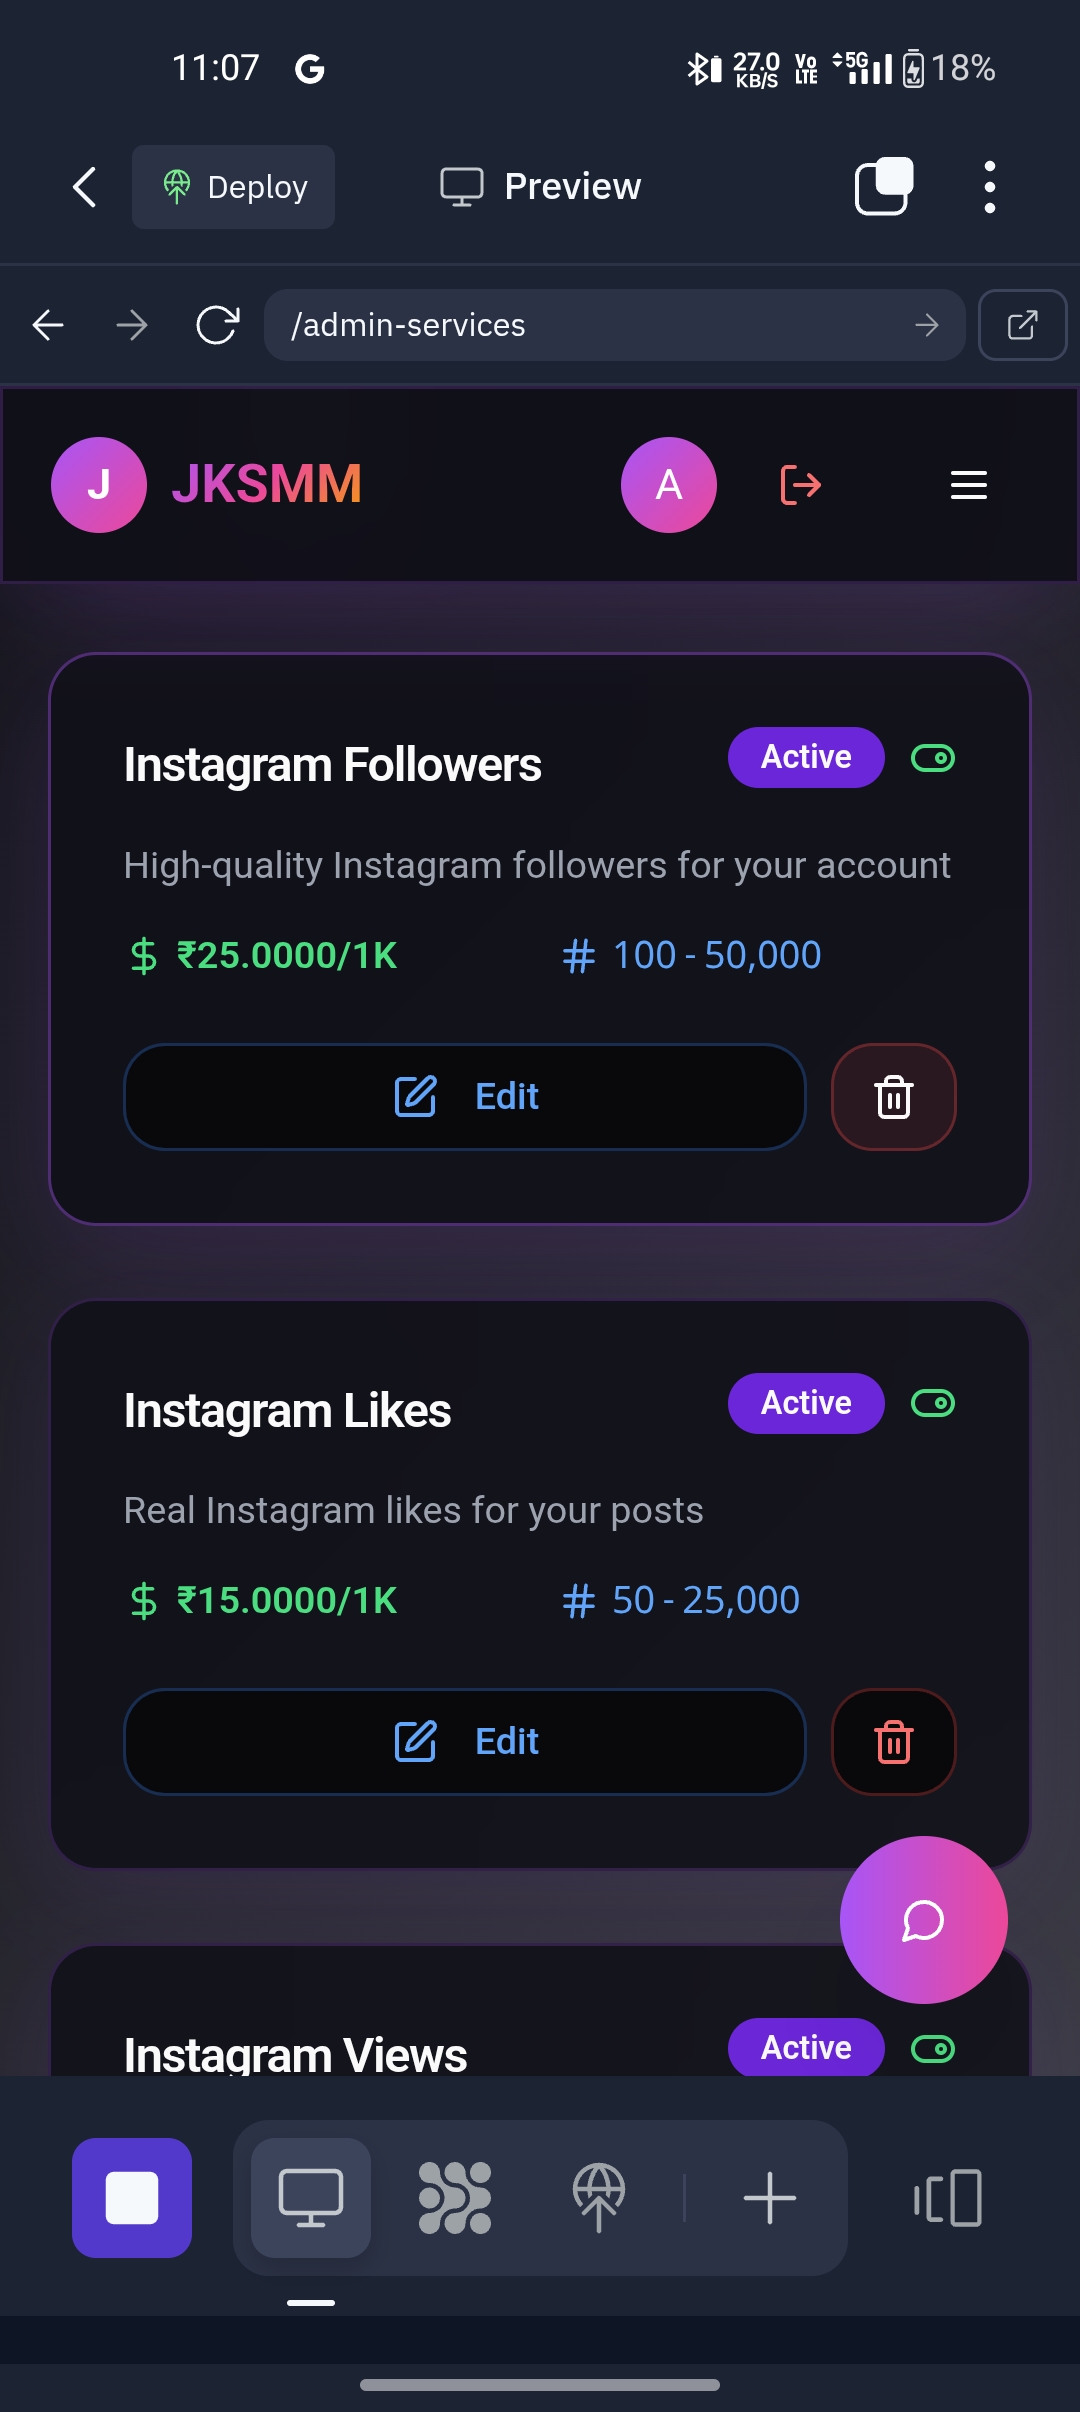 11:07 G 27.0 KB/S Vo LTE 5G 18%
Deploy Preview
/admin-services
J JKSMM A
Instagram Followers Active
High-quality Instagram followers for your account
$ ₹25.0000/1K # 100 - 50,000
Edit
Instagram Likes Active
Real Instagram likes for your posts
$ ₹15.0000/1K # 50 - 25,000
Edit
Instagram Views Active